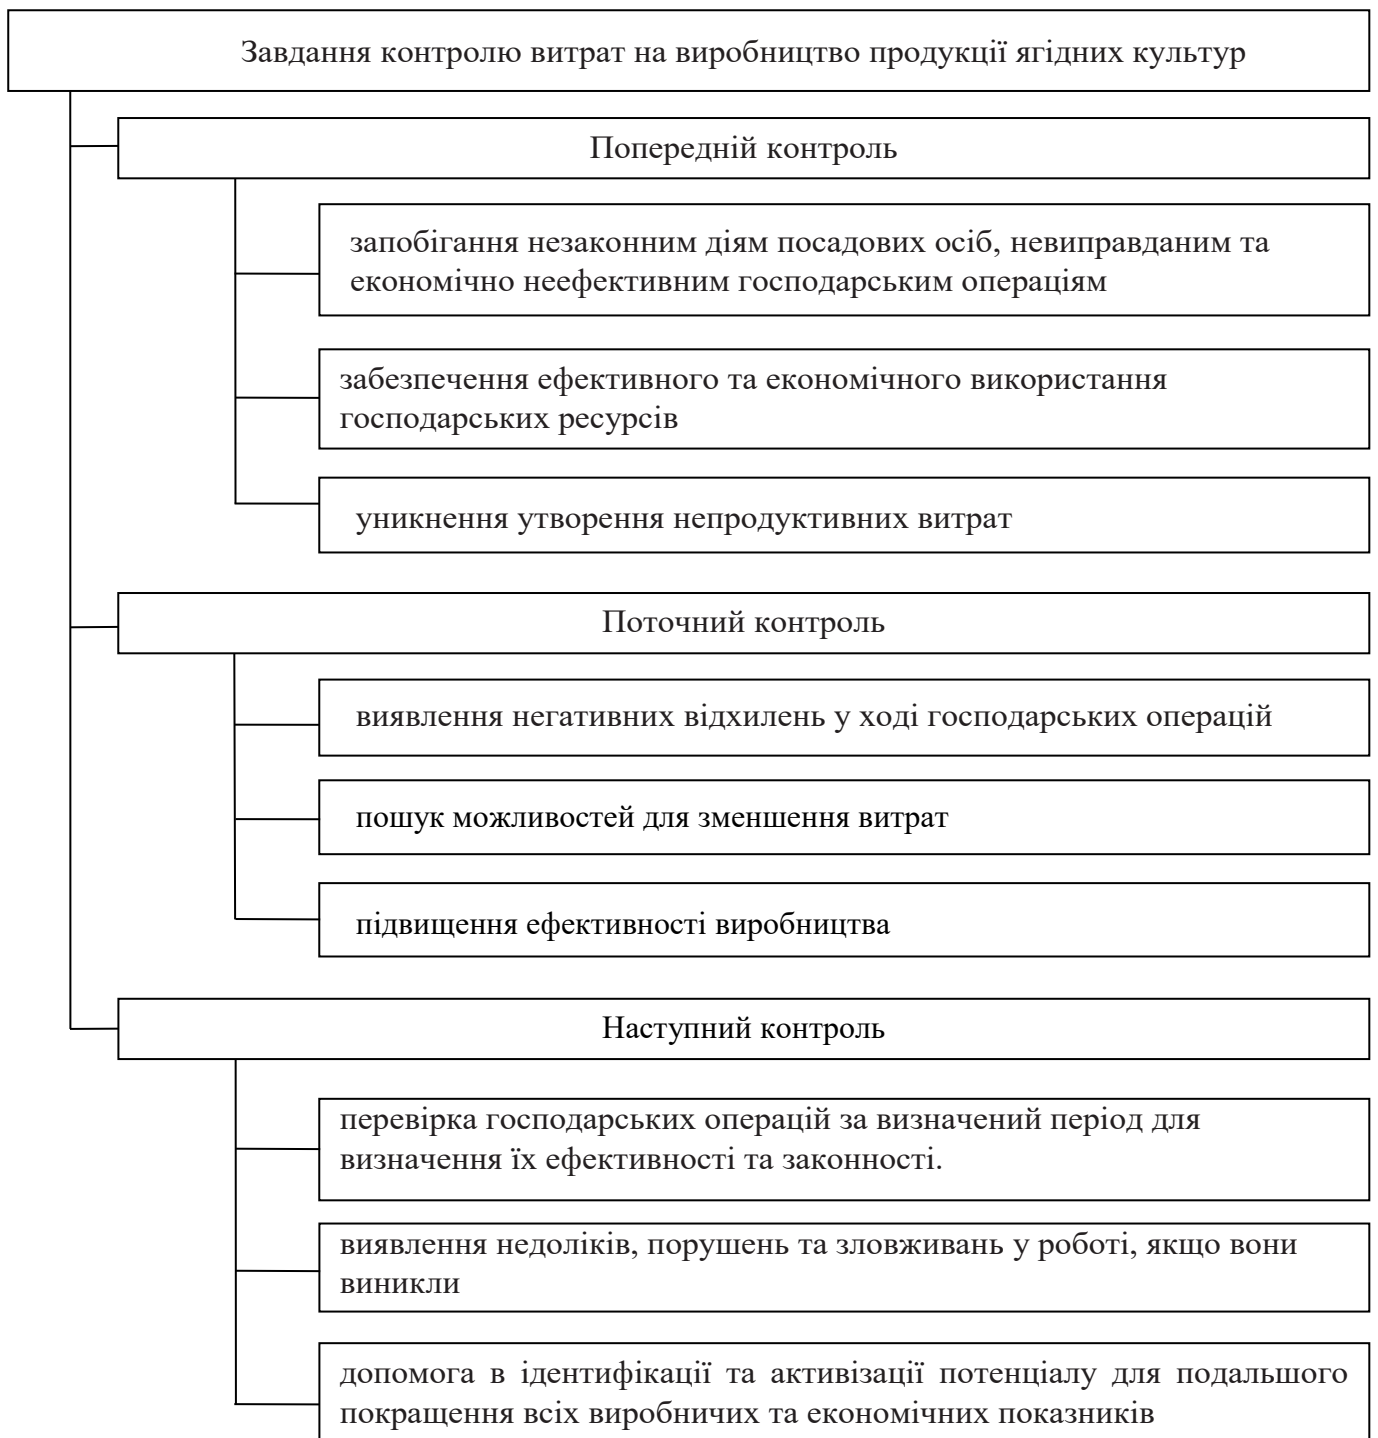 Завдання контролю витрат на виробництво продукції ягідних культур
Попередній контроль
запобігання незаконним діям посадових осіб, невиправданим та
економічно неефективним господарським операціям
забезпечення ефективного та економічного використання
господарських ресурсів
уникнення утворення непродуктивних витрат
Поточний контроль
виявлення негативних відхилень у ході господарських операцій
пошук можливостей для зменшення витрат
підвищення ефективності виробництва
Наступний контроль
перевірка господарських операцій за визначений період для
визначення їх ефективності та законності.
виявлення недоліків, порушень та зловживань у роботі, якщо вони
виникли
допомога в ідентифікації та активізації потенціалу для подальшого
покращення всіх виробничих та економічних показників